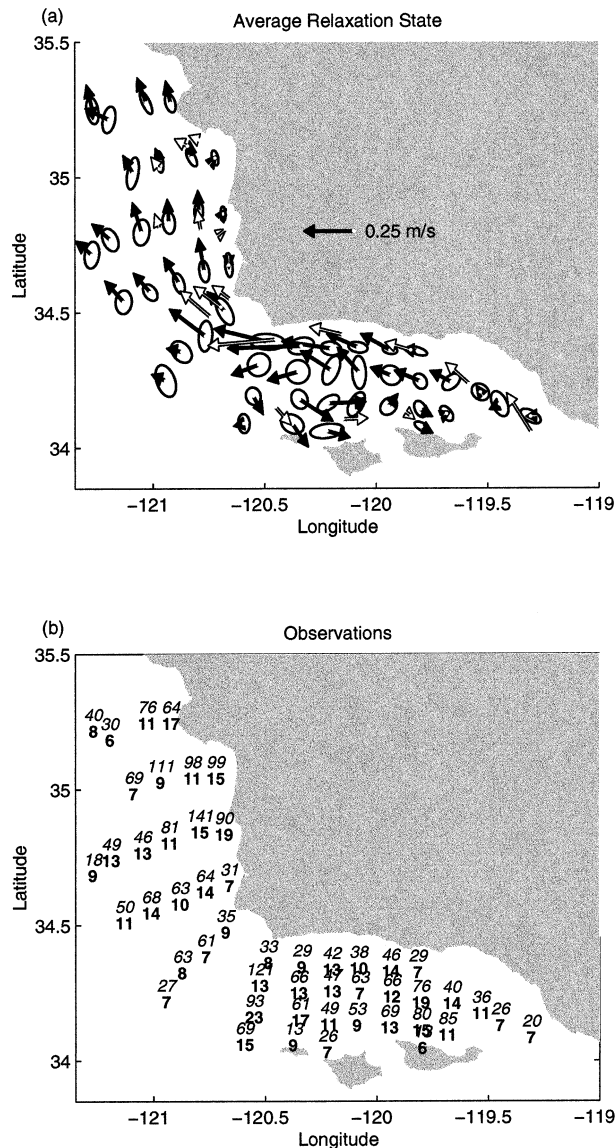 (a)
Average Relaxation State
35.5
35
34.5
34
Latitude
0.25 m/s
-121
-120.5
-120
-119.5
-119
Longitude
(b)
Observations
35.5
35
34.5
34
Latitude
76 64
40
11 17
30
8
6
111 98 99
69 9 11 15
7
141 90
81
46 15 19
49 11
18 13 13
9
31
64 7
63 14
68 10
50 14
11
35
9
61
63 7
8
27
7
33 29 42 38 46 29
8 9 13 10 14 7
121 66 47 63 66 76 40
13 13 13 7 12 19 14
36
93 61 49 53 69 80 85 11 26
23 17 11 9 13 13 11 7 20
69 13 26 7
15 9 7 6
-121
-120.5
-120
-119.5
-119
Longitude